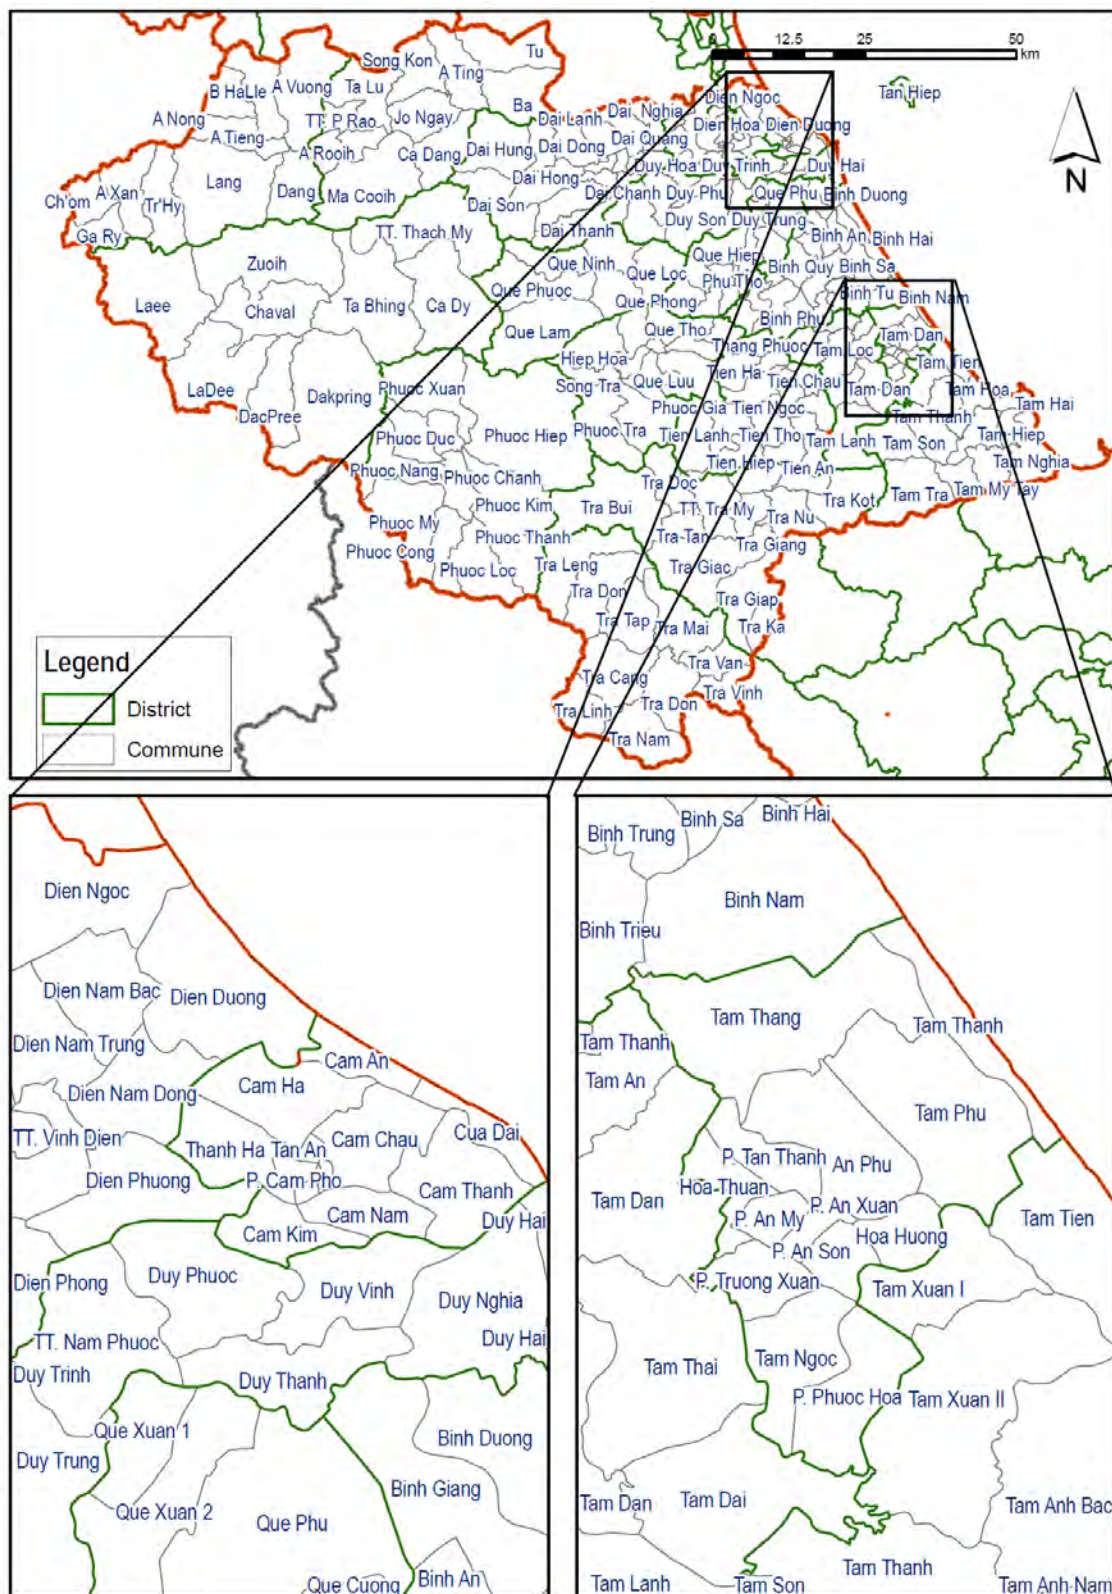 0 12.5 25 50
km
N
Tu
Song Kon
A Ting
B HaLle
A Vuong
Ta Lu
Tan Hiep
Dien Ngoc
Ba
A Nong
TT. P Rao
Jo Ngay
Dai Lanh
Dai Nghia
Dien Hoa Dien Duong
A Tieng
Dai Quang
A Rooih
Ca Dang
Dai Hung
Dai Dong
Duy Hoa Duy Trinh
Duy Hai
Lang
Dai Hong
A Xan
Tr'Hy
Dang
Ma Cooih
Dai Chanh Duy Phu
Que Phu Binh Duong
Ch'om
Dai Son
Duy Son Duy Trung
Ga Ry
TT. Thach My
Dai Thanh
Binh An
Binh Hai
Zuoih
Que Ninh
Que Loc
Que Hiep
Binh Quy
Binh Sa
Phu Tho
Laee
Chaval
Ta Bhing
Ca Dy
Que Phuoc
Que Phong
Binh Tu
Binh Nam
Que Lam
Que Tho
Binh Phu
Tam Dan
Thang Phuoc
Tam Loc
Hiep Hoa
Tam Tien
Tien Ha
LaDee
Song Tra
Que Luu
Tien Chau
Tam Dan
Tam Hoa
Dakpring
Phuoc Xuan
DacPree
Phuoc Gia Tien Ngoc
Tam Hai
Tam Thanh
Phuoc Duc
Phuoc Hiep
Phuoc Tra
Tien Lanh
Tien Tho
Tam Lanh
Tam Son
Tam Hiep
Phuoc Nang
Phuoc Chanh
Tien Hiep
Tien An
Tam Nghia
Tra Doc
Tam Tra
Tam My Tay
Phuoc Kim
Tra Bui
TT. Tra My
Tra Nu
Tra Kot
Phuoc My
Phuoc Thanh
Tra Tan
Tra Giang
Phuoc Cong
Phuoc Loc
Tra Leng
Tra Giac
Tra Don
Tra Giap
Tra Tap
Tra Mai
Tra Ka
Tra Van
Tra Cang
Tra Vinh
Tra Linh
Tra Don
Tra Nam
Legend
District
Commune
Dien Ngoc
Dien Nam Bac
Dien Duong
Dien Nam Trung
Cam An
Cam Ha
Dien Nam Dong
TT. Vinh Dien
Thanh Ha
Tan An
Cam Chau
Cua Dai
Dien Phuong
P. Cam Pho
Cam Thanh
Cam Nam
Duy Hai
Cam Kim
Dien Phong
Duy Phuoc
Duy Vinh
Duy Nghia
TT. Nam Phuoc
Duy Hai
Duy Trinh
Duy Thanh
Que Xuan 1
Binh Duong
Duy Trung
Binh Giang
Que Xuan 2
Que Phu
Que Cuong
Binh An
Binh Sa
Binh Hai
Binh Trung
Binh Nam
Binh Trieu
Tam Thang
Tam Thanh
Tam Thanh
Tam An
Tam Phu
P. Tan Thanh
An Phu
Hoa Thuan
Tam Dan
P. An Xuan
Tam Tien
P. An My
Hoa Huong
P. An Son
P. Truong Xuan
Tam Xuan I
Tam Thai
Tam Ngoc
P. Phuoc Hoa
Tam Xuan II
Tam Dan
Tam Dai
Tam Anh Bac
Tam Thanh
Tam Lanh
Tam Son
Tam Anh Nam